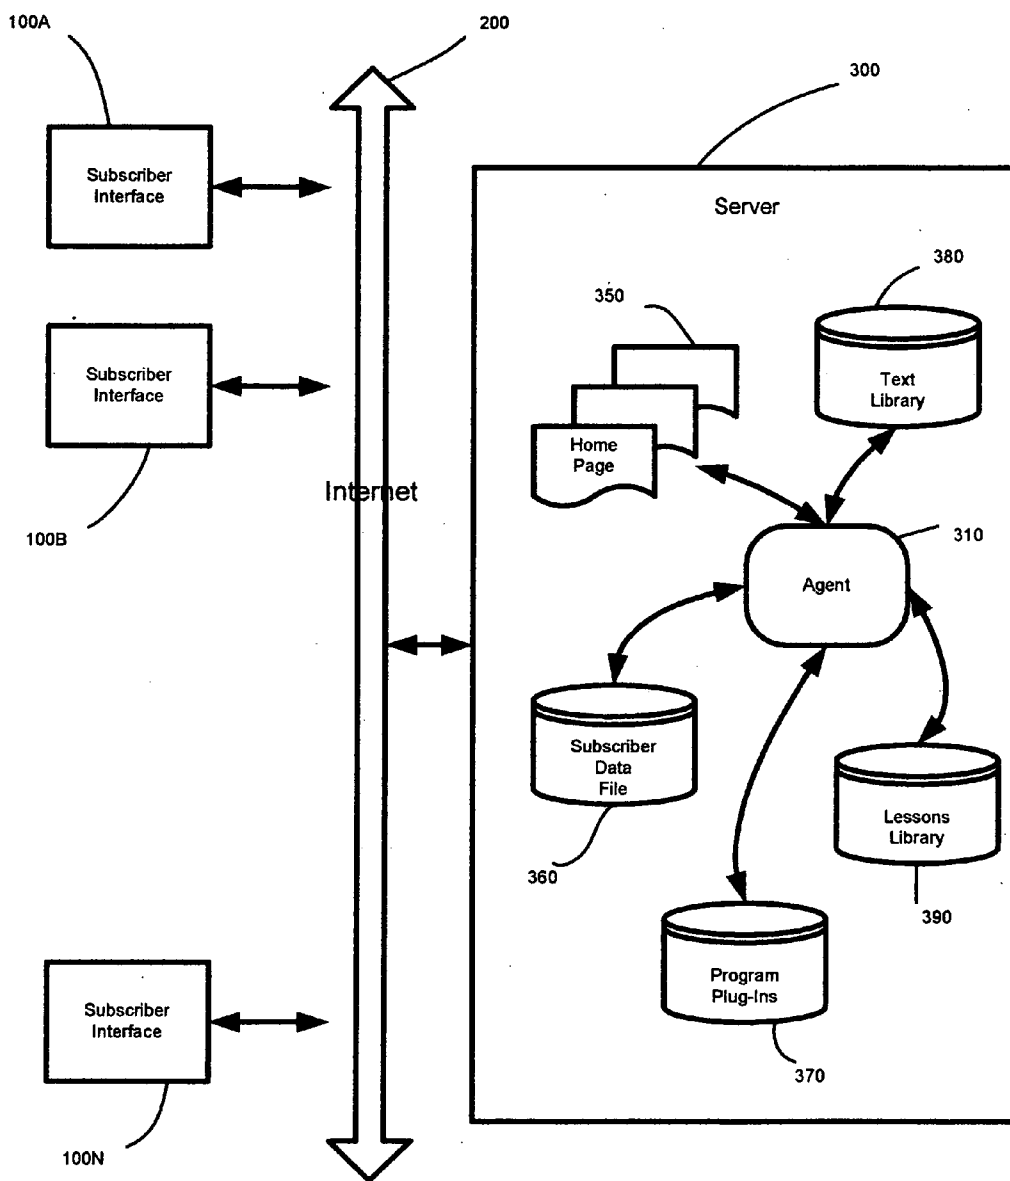 100A
200
300
Subscriber
Interface
Server
380
350
Subscriber
Interface
Text
Library
Home
Page
Internet
100B
310
Agent
Subscriber
Data
File
Lessons
Library
360
390
Program
Plug-Ins
Subscriber
Interface
370
100N